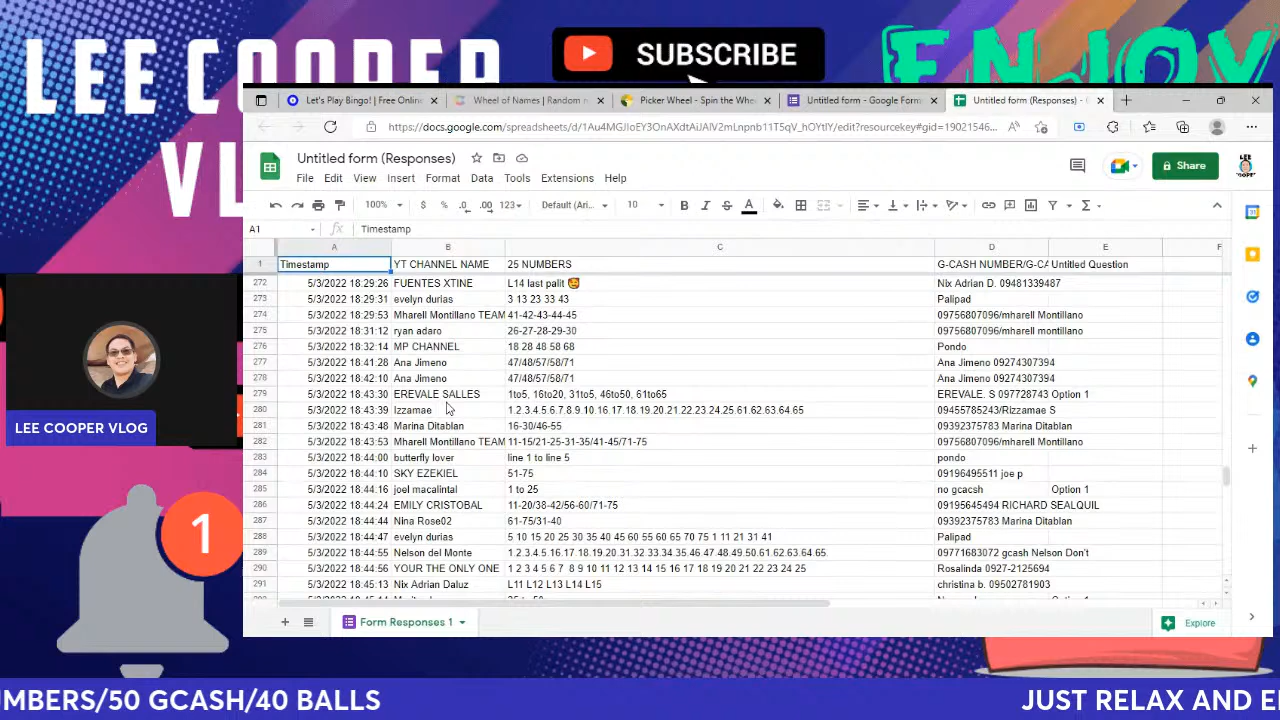 LEE COOPER
VL
SUBSCRIBE
ENJOY
Let's Play Bingo! | Free Online
Wheel of Names | Random
Picker Wheel - Spin the Whe
Untitled form - Google Form
Untitled form (Responses) -
Untitled form (Responses)
File Edit View Insert Format Tools Extensions Help
Share
100% $ % .0 .00 123 Default (Ari... 10 B I S A
A1 fx Timestamp
A B C D E F
1 Timestamp YT CHANNEL NAME 25 NUMBERS G-CASH NUMBER/G-CA Untitled Question
272 5/3/2022 18:29:26 FUENTES XTINE L14 last palit 🥰 Nix Adrian D. 09481339487
273 5/3/2022 18:29:31 evelyn durias 3 13 23 33 43 Palipad
274 5/3/2022 18:29:53 Mharell Montillano TEAM 41-42-43-44-45 09756807096/mharell Montillano
275 5/3/2022 18:31:12 ryan adaro 26-27-28-29-30 09756807096/mharell montillano
276 5/3/2022 18:32:14 MP CHANNEL 18 28 48 58 68 Pondo
277 5/3/2022 18:41:28 Ana Jimeno 47/48/57/58/71 Ana Jimeno 09274307394
278 5/3/2022 18:42:10 Ana Jimeno 47/48/57/58/71 Ana Jimeno 09274307394
279 5/3/2022 18:43:30 EREVALE SALLES 1to5, 16to20, 31to5, 46to50, 61to65 EREVALE. S 097728743 Option 1
280 5/3/2022 18:43:39 Izzamae 1 2 3.4.5 6.7 8.9.10 16 17.18.19.20.21.22.23.24.25.61.62.63.64.65 09455785243/Rizzamae S
281 5/3/2022 18:43:48 Marina Ditablan 16-30/46-55 09392375783 Marina Ditablan
282 5/3/2022 18:43:53 Mharell Montillano TEAM 11-15/21-25-31-35/41-45/71-75 09756807096/mharell Montillano
283 5/3/2022 18:44:00 butterfly lover line 1 to line 5 pondo
284 5/3/2022 18:44:10 SKY EZEKIEL 51-75 09196495511 joe p
285 5/3/2022 18:44:16 joel macalintal 1 to 25 no gcacsh Option 1
286 5/3/2022 18:44:24 EMILY CRISTOBAL 11-20/38-42/56-60/71-75 09195645494 RICHARD SEALQUIL
287 5/3/2022 18:44:44 Nina Rose02 61-75/31-40 09392375783 Marina Ditablan
288 5/3/2022 18:44:47 evelyn durias 5 10 15 20 25 30 35 40 45 60 55 60 65 70 75 1 11 21 31 41 Palipad
289 5/3/2022 18:44:55 Nelson del Monte 1 2 3.4.5 16.17 18.19.20.31.32 33.34.35 46 47 48.49.50.61.62.63.64.65. 09771683072 gcash Nelson Don't
290 5/3/2022 18:44:56 YOUR THE ONLY ONE 1 2 3 4 5 6 7 8 9 10 11 12 13 14 15 16 17 18 19 20 21 22 23 24 25 Rosalinda 0927-2125694
291 5/3/2022 18:45:13 Nix Adrian Daluz L11 L12 L13 L14 L15 christina b. 09502781903
Form Responses 1
Explore
LEE COOPER VLOG
1
UMBERS/50 GCASH/40 BALLS
JUST RELAX AND E